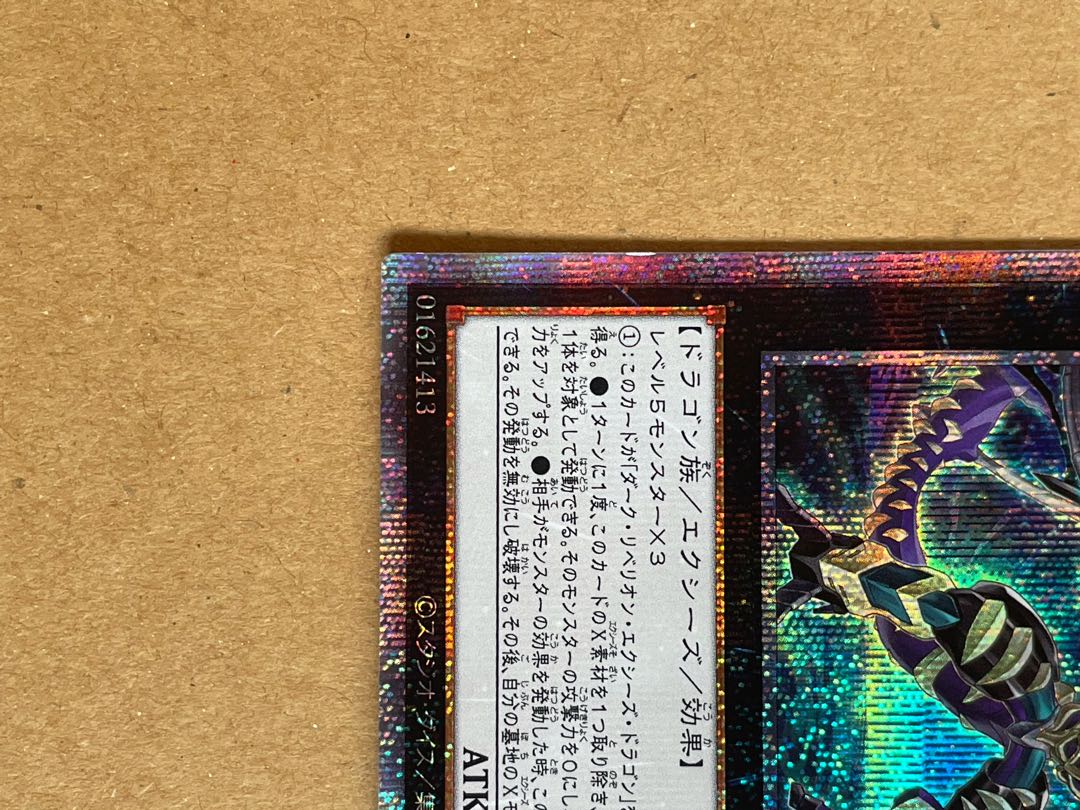 【ドラゴン族／エクシーズ／効果】
レベル5モンスター×3
①：このカードが「ダーク・リベリオン・エクシーズ・ドラゴン」を
得る。●1ターンに1度、このカードのX素材を1つ取り除き、
1体を対象として発動できる。そのモンスターの攻撃力を0にし、
力をアップする。●相手がモンスターの効果を発動した時、この
できる。その発動を無効にし破壊する。その後、自分の墓地のXモ
ATK
01621413
©スタジオ・ダイス／集